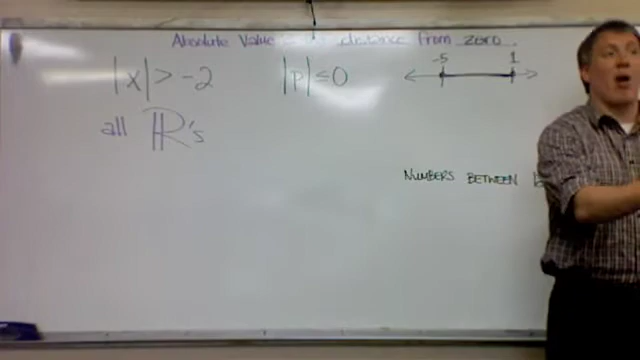 Absolute Value = distance from zero.
|x| > -2
all ℝ's
|p| ≤ 0
-5 1
NUMBERS BETWEEN